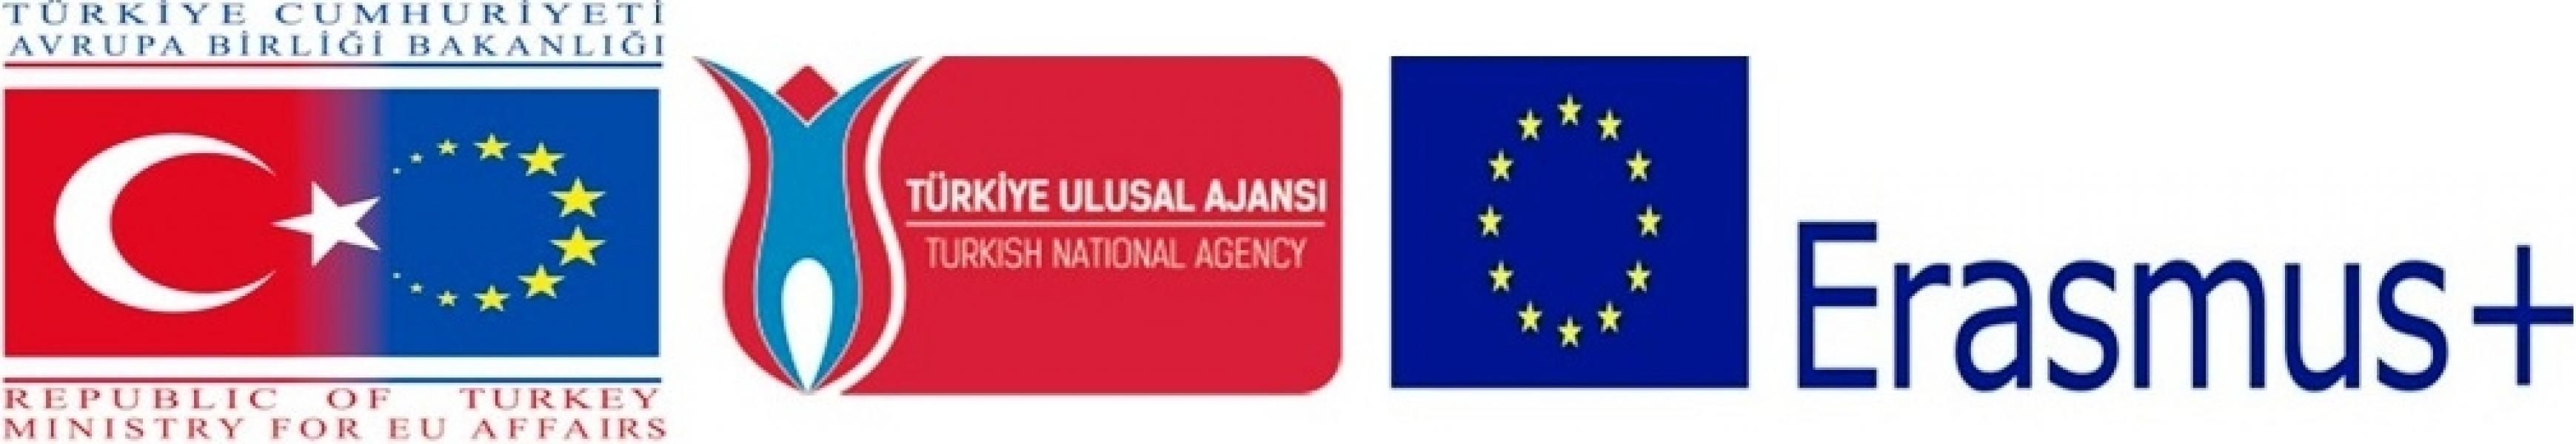 TÜRKİYE CUMHURİYETİ
AVRUPA BİRLİĞİ BAKANLIĞI
REPUBLIC OF TURKEY
MINISTRY FOR EU AFFAIRS
TÜRKİYE ULUSAL AJANSI
TURKISH NATIONAL AGENCY
Erasmus+